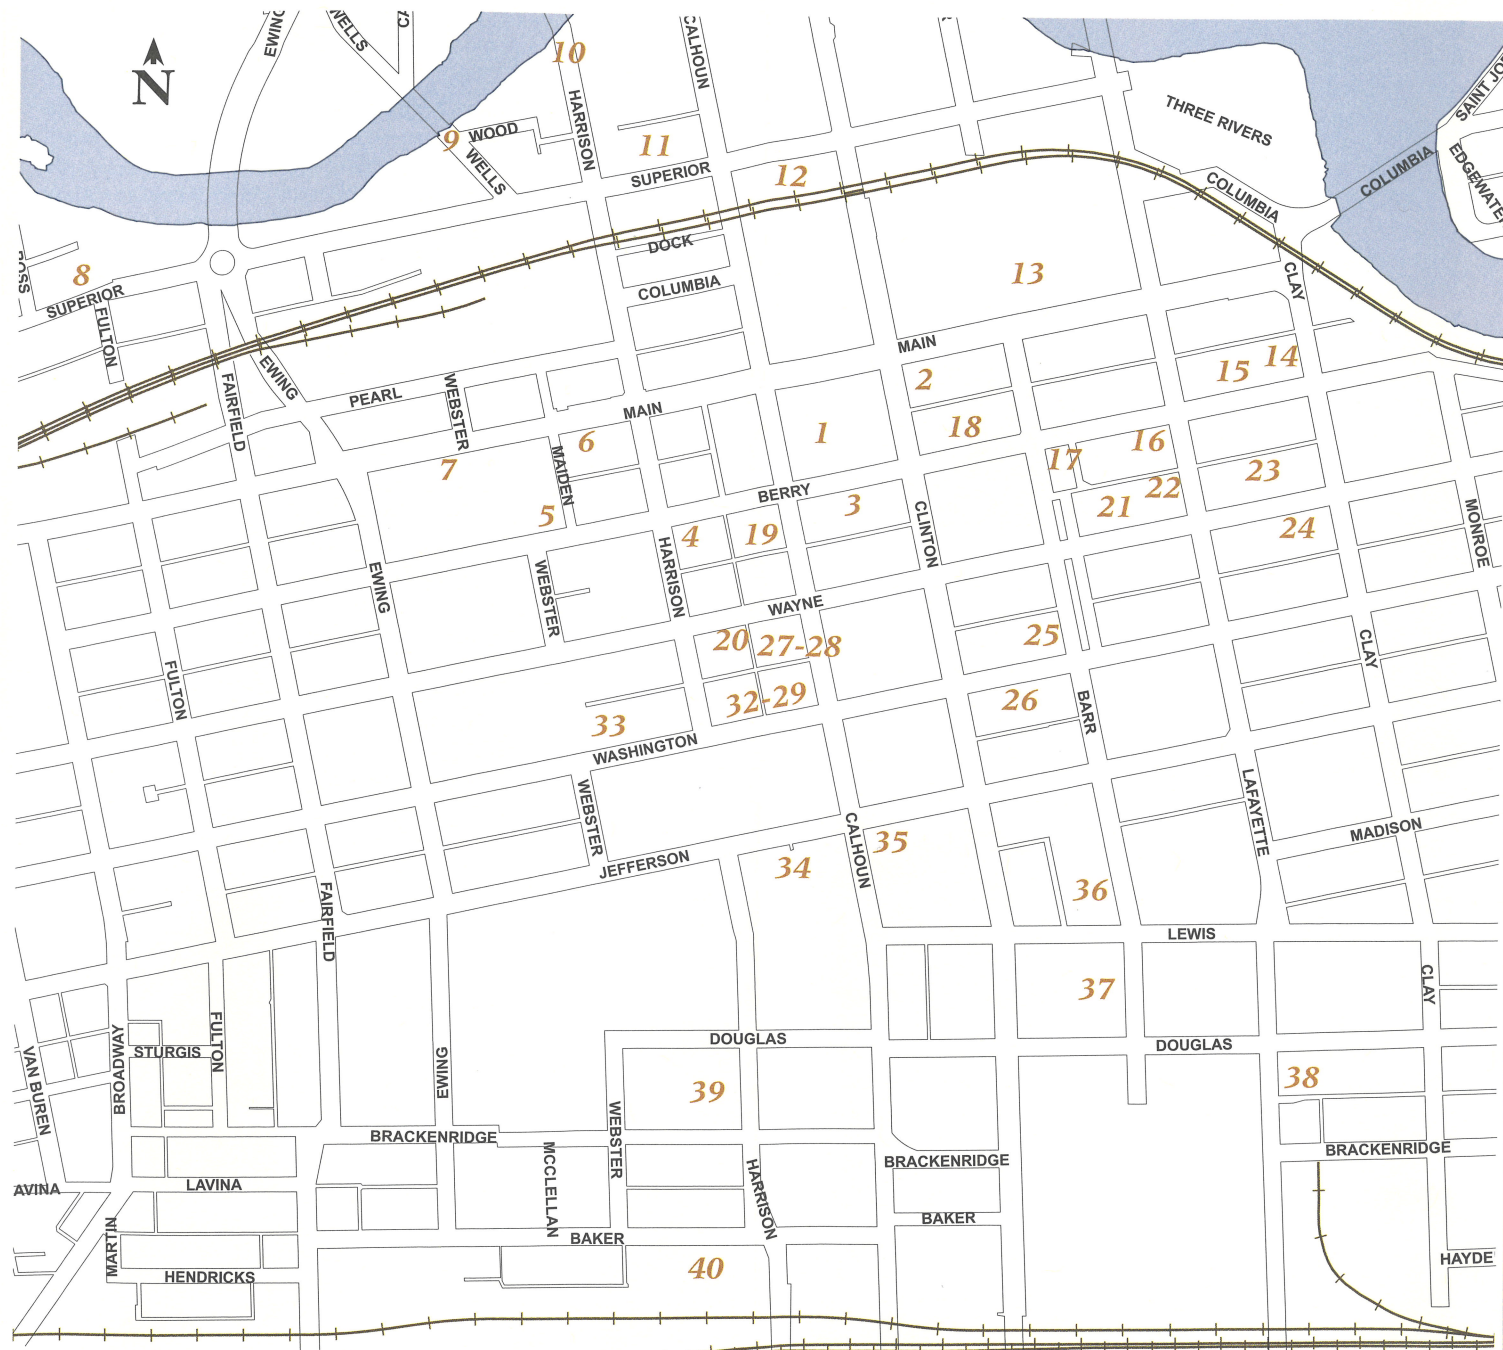 EWING
WELLS
CALHOUN
10
SAINT JO
N
HARRISON
THREE RIVERS
9
WOOD
11
WELLS
SUPERIOR
12
COLUMBIA
EDGEWATER
COLUMBIA
DOCK
8
SUPERIOR
COLUMBIA
13
CLAY
FULTON
EWING
MAIN
FAIRFIELD
PEARL
WEBSTER
2
15
14
MAIN
7
MAIDEN
6
1
18
17
16
BERRY
5
3
21
22
23
4
19
CLINTON
24
MONROE
HARRISON
EWING
WEBSTER
WAYNE
20
27-28
25
CLAY
FULTON
32-29
26
BARR
33
WASHINGTON
WEBSTER
LAFAYETTE
JEFFERSON
CALHOUN
35
MADISON
34
36
FAIRFIELD
LEWIS
37
CLAY
VAN BUREN
BROADWAY
STURGIS
FULTON
EWING
DOUGLAS
DOUGLAS
39
38
WEBSTER
BRACKENRIDGE
MCCLELLAN
HARRISON
BRACKENRIDGE
BRACKENRIDGE
AVINA
LAVINA
BAKER
MARTIN
BAKER
40
HAYDE
HENDRICKS